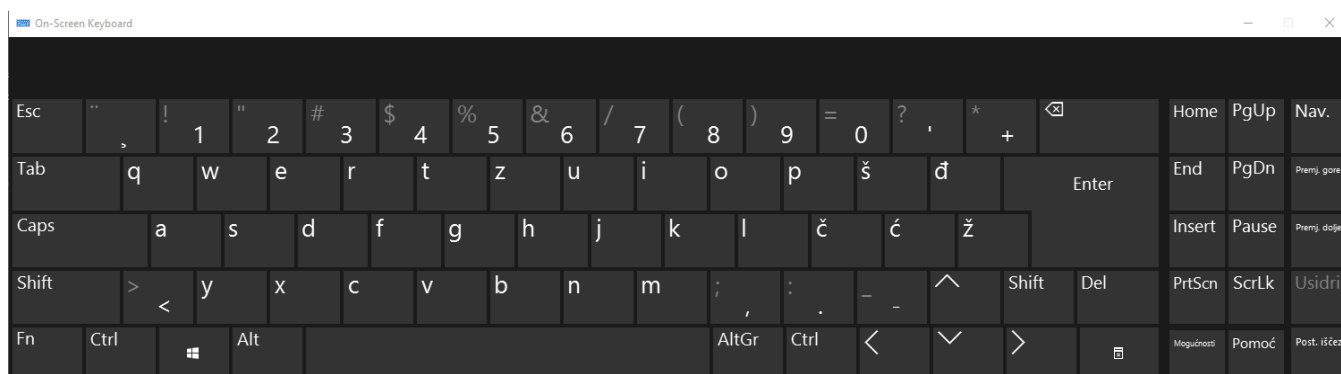 On-Screen Keyboard
Esc ¨ ¸ ! 1 " 2 # 3 $ 4 % 5 & 6 / 7 ( 8 ) 9 = 0 ? ' * + Home PgUp Nav.
Tab q w e r t z u i o p š đ Enter End PgDn Premj. gore
Caps a s d f g h j k l č ć ž Insert Pause Premj. dolje
Shift > < y x c v b n m ; , : . _ - Shift Del PrtScn ScrLk Usidri
Fn Ctrl Alt AltGr Ctrl Mogućnosti Pomoć Post. iščez